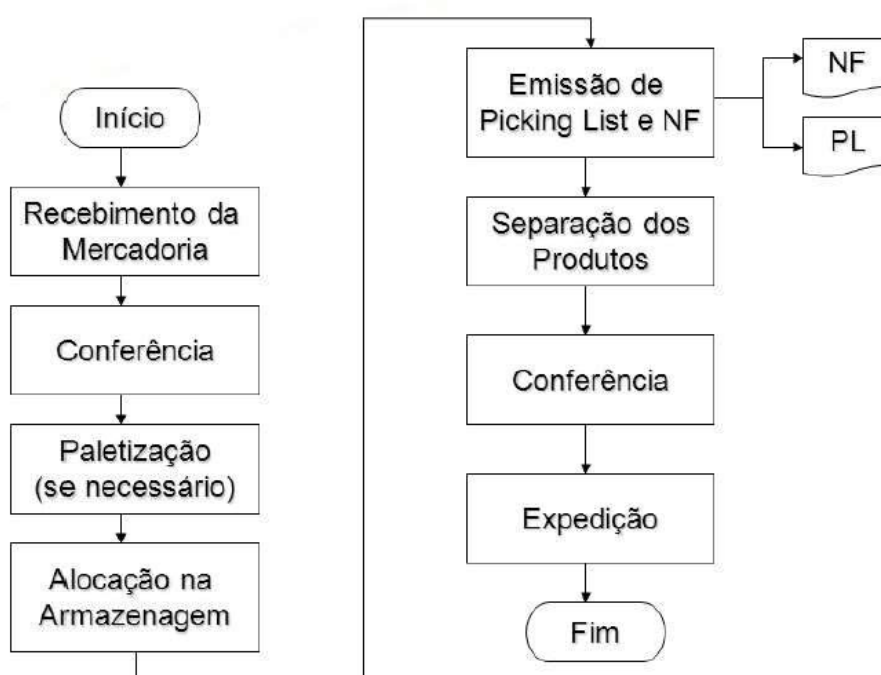 Início
Recebimento da
Mercadoria
Conferência
Paletização
(se necessário)
Alocação na
Armazenagem
Emissão de
Picking List e NF
NF
PL
Separação dos
Produtos
Conferência
Expedição
Fim